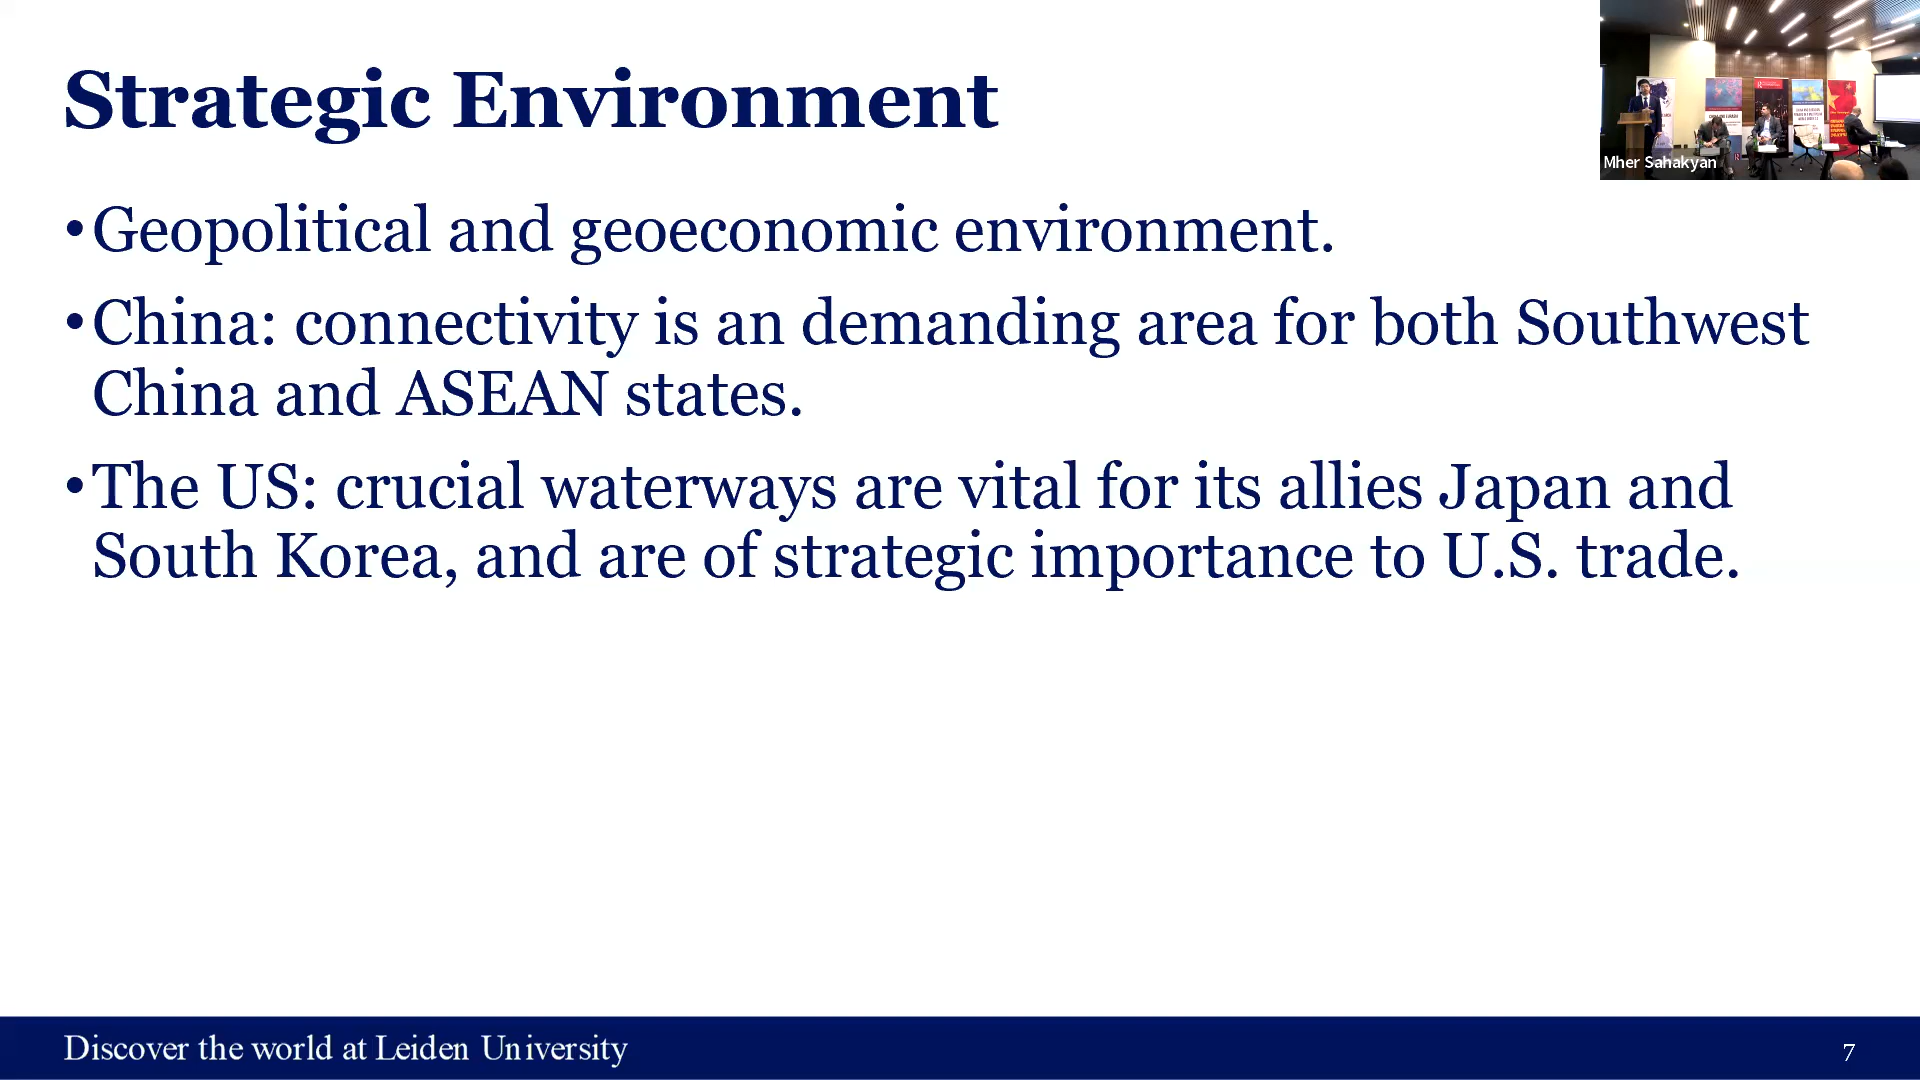 Strategic Environment
•Geopolitical and geoeconomic environment.
•China: connectivity is an demanding area for both Southwest
China and ASEAN states.
•The US: crucial waterways are vital for its allies Japan and
South Korea, and are of strategic importance to U.S. trade.
Mher Sahakyan
Discover the world at Leiden University
7